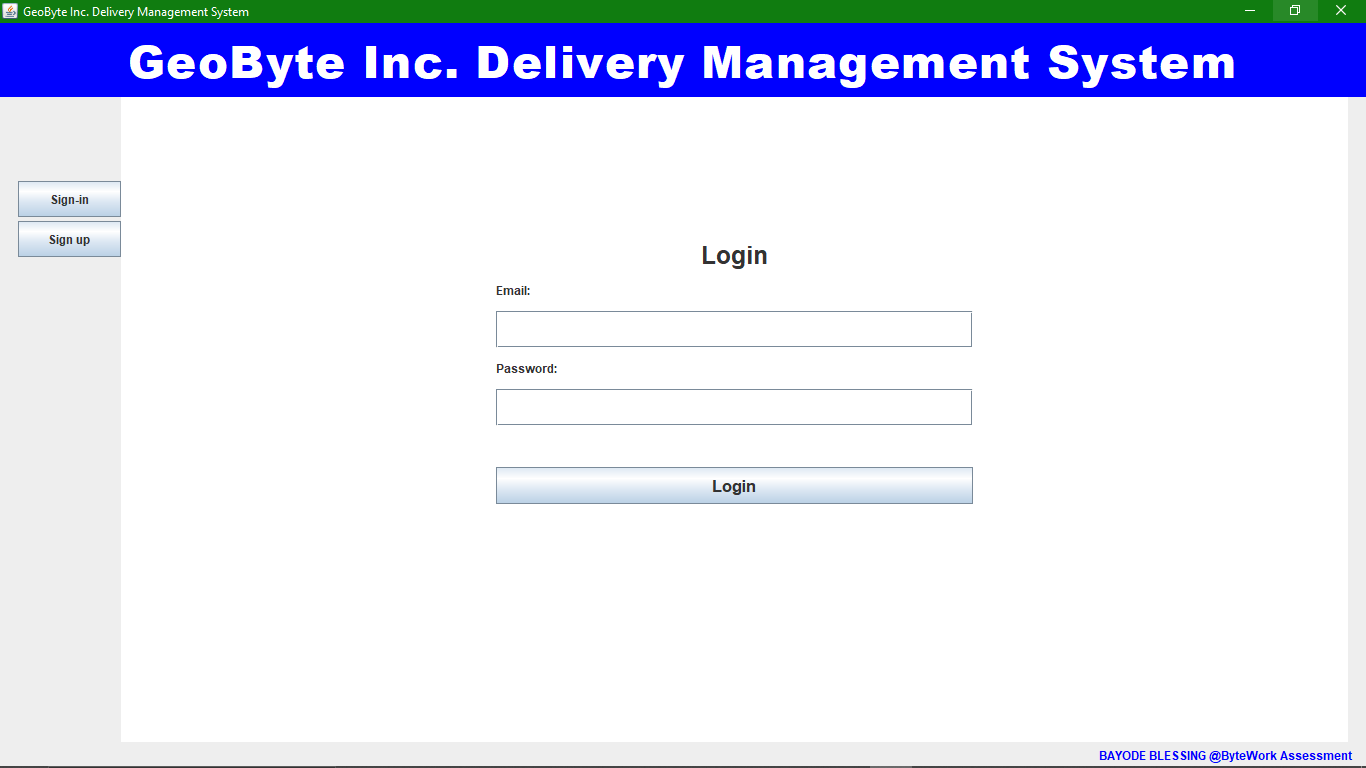 GeoByte Inc. Delivery Management System
GeoByte Inc. Delivery Management System
Sign-in
Sign up
Login
Email:
Password:
Login
BAYODE BLESSING @ByteWork Assessment